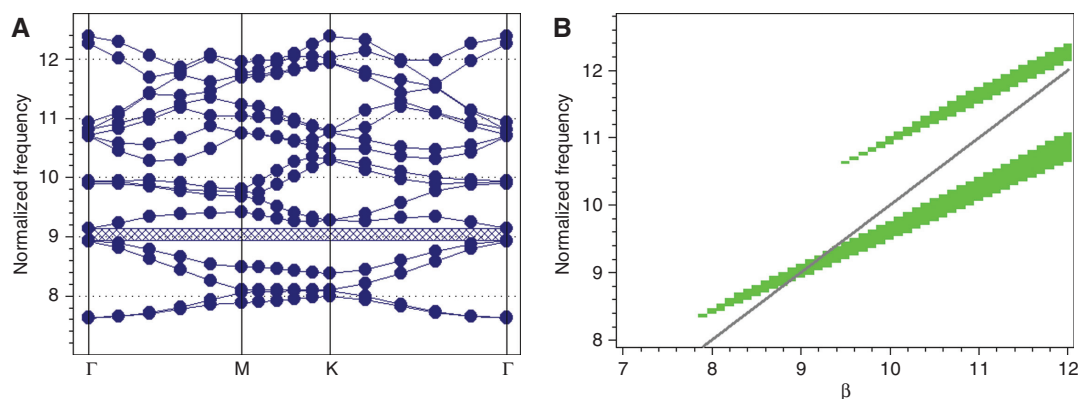 A
Normalized frequency
12
11
10
9
8
Γ M K Γ
B
Normalized frequency
12
11
10
9
8
7 8 9 10 11 12
β